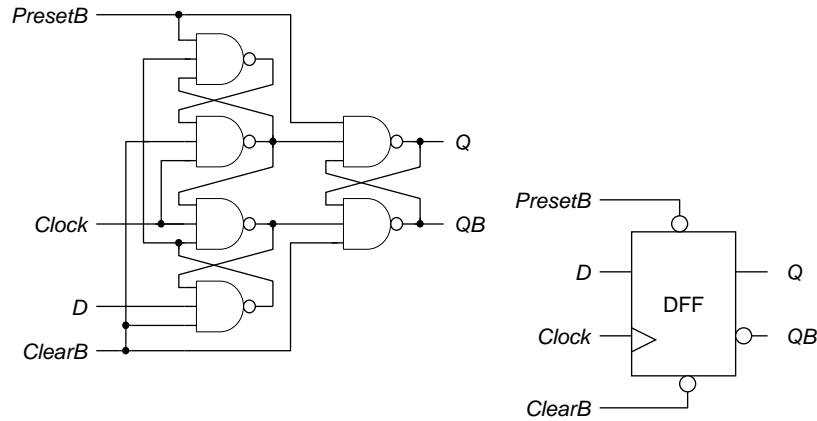 PresetB
Q
Clock
QB
D
ClearB
PresetB
D
Q
DFF
Clock
QB
ClearB